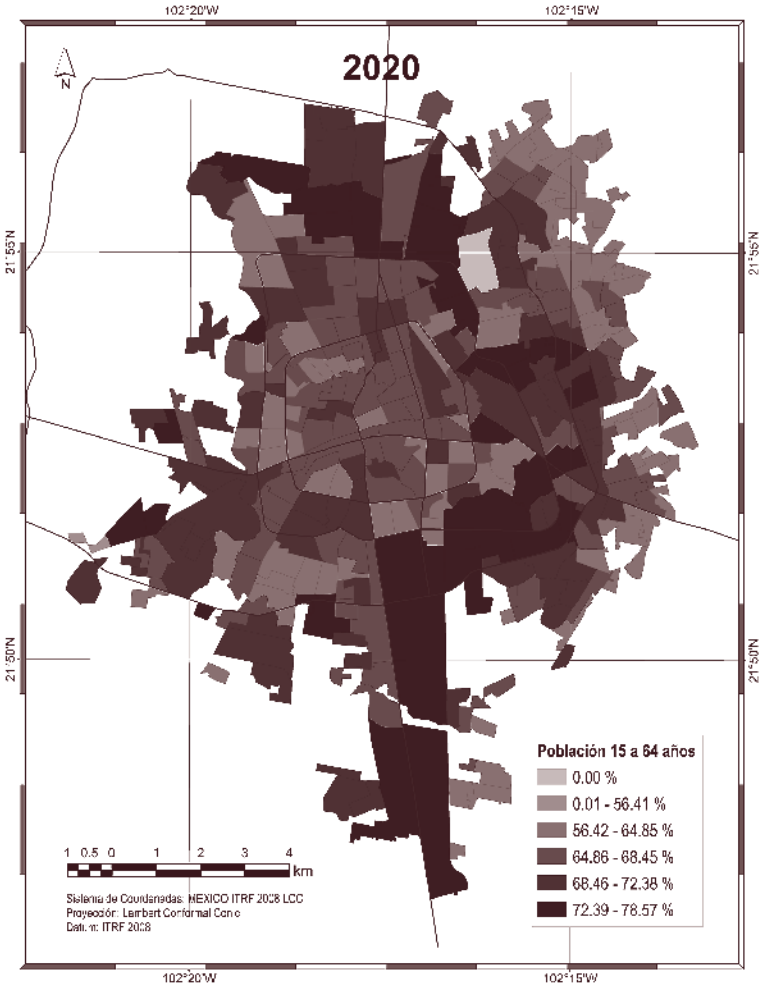 102°20'W 102°15'W
2020
N
21°55'N 21°55'N
21°50'N 21°50'N
Población 15 a 64 años
0.00 %
0.01 - 56.41 %
56.42 - 64.85 %
64.86 - 68.45 %
68.46 - 72.38 %
72.39 - 78.57 %
1 0.5 0 1 2 3 4
km
Sistema de Coordenadas: MEXICO ITRF 2008 LCC
Proyección: Lambert Conformal Conic
Datum: ITRF 2008
102°20'W 102°15'W